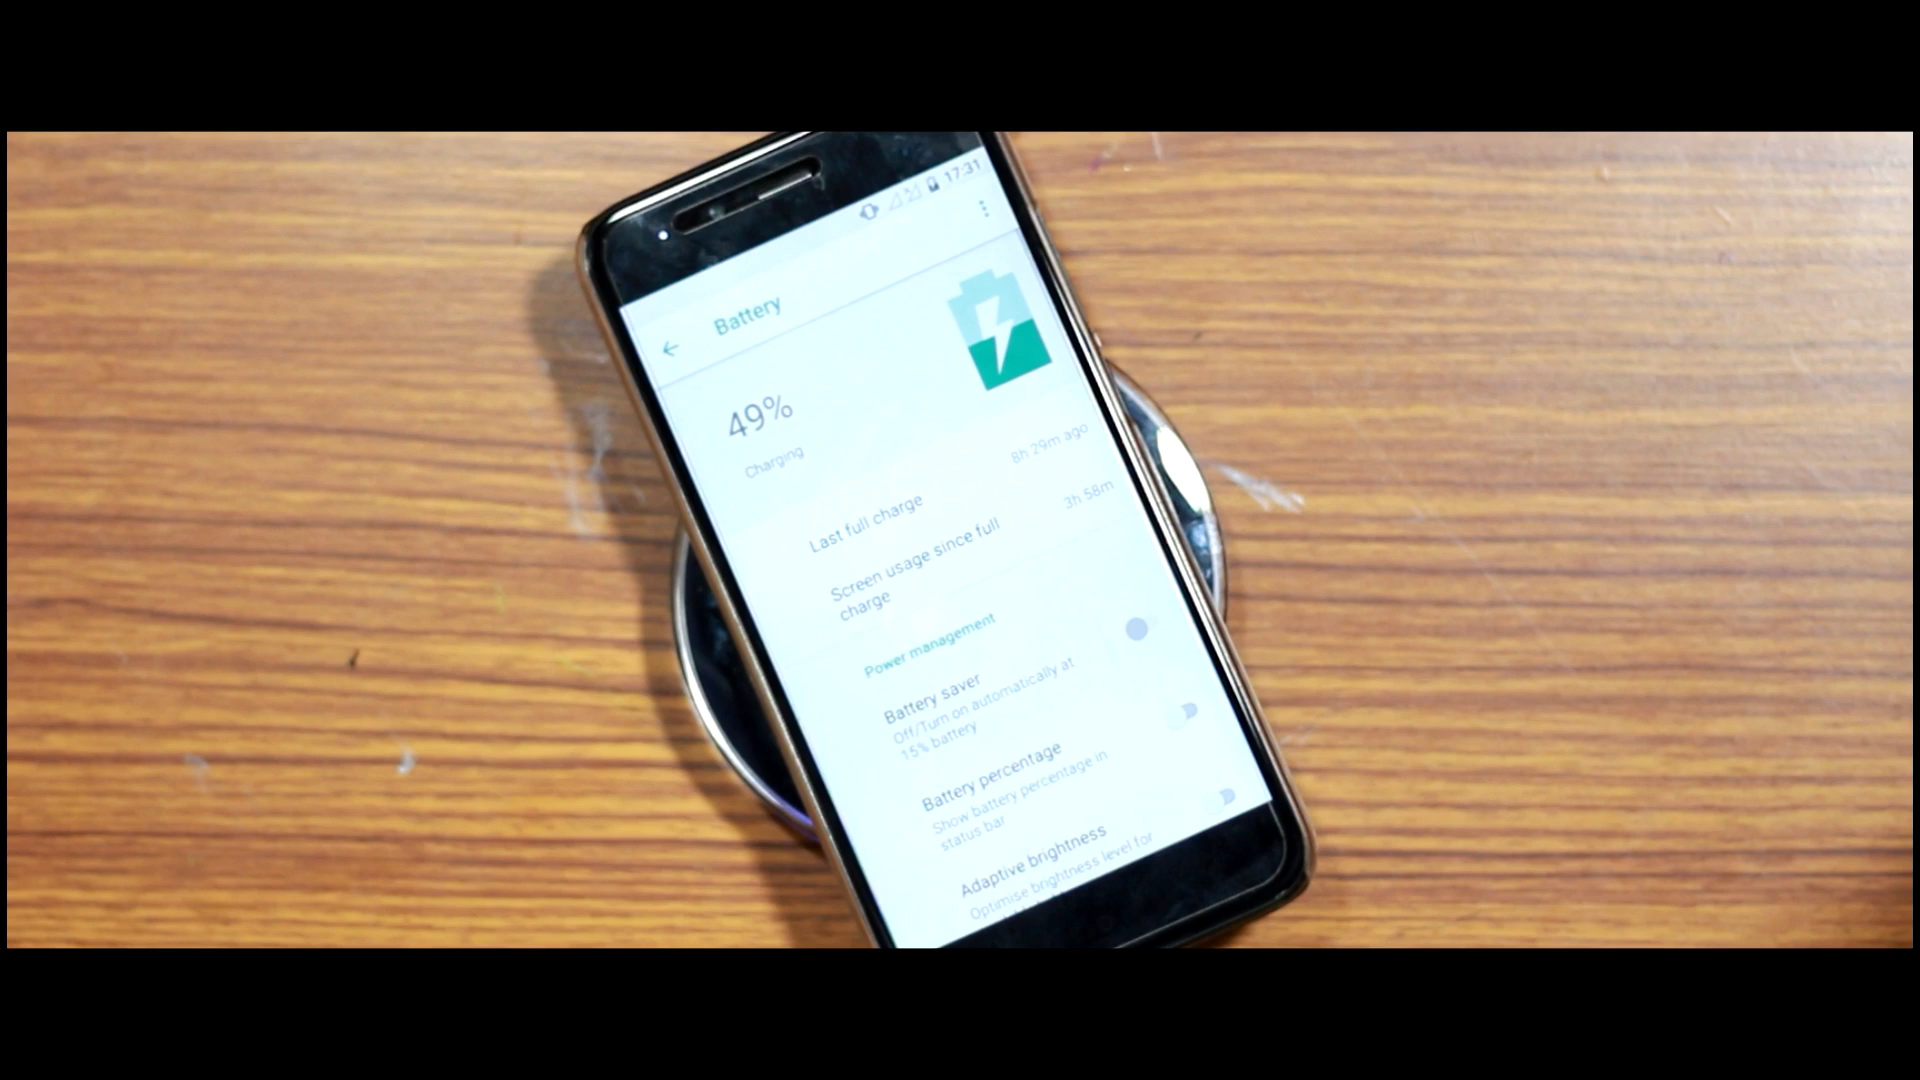 17:31
Battery
49%
Charging
Last full charge
8h 29m ago
Screen usage since full
charge
3h 58m
Power management
Battery saver
Off/Turn on automatically at
15% battery
Battery percentage
Show battery percentage in
status bar
Adaptive brightness
Optimise brightness level for